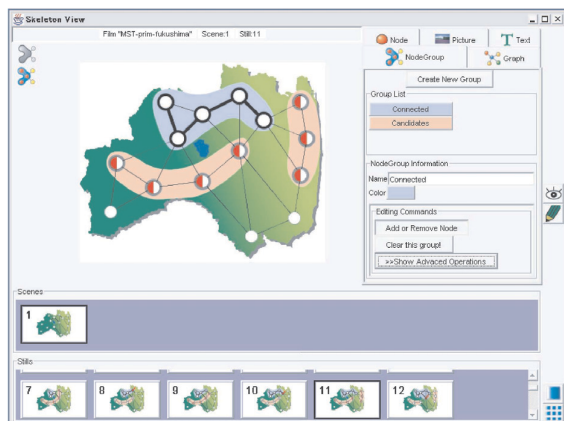 Skeleton View
Film "MST-prim-fukushima" Scene:1 Still:11
Node Picture Text
NodeGroup Graph
Create New Group
Group List
Connected
Candidates
NodeGroup Information
Name Connected
Color
Editing Commands
Add or Remove Node
Clear this group!
>>Show Advaced Operations
Scenes
1
Stills
7 8 9 10 11 12